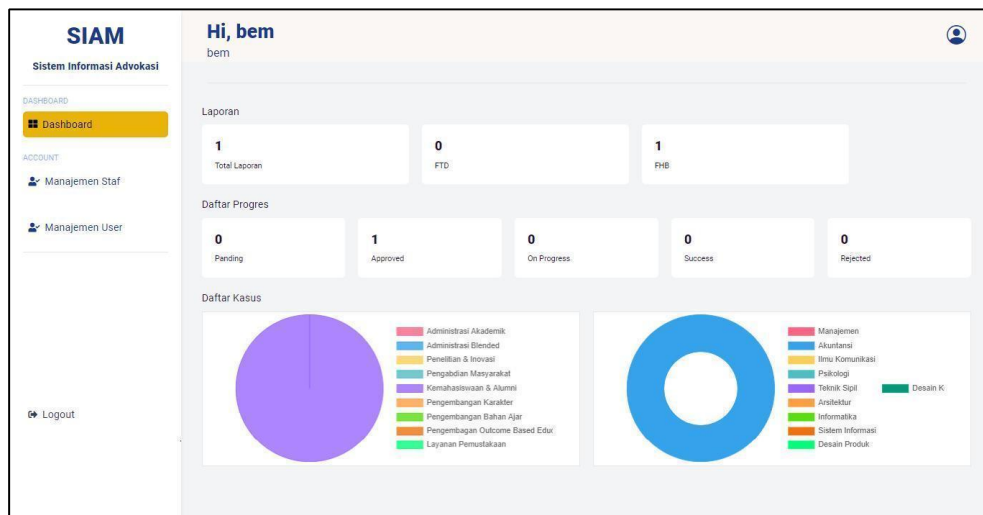 SIAM
Sistem Informasi Advokasi
DASHBOARD
Dashboard
ACCOUNT
Manajemen Staf
Manajemen User
Logout
Hi, bem
bem
Laporan
1
Total Laporan
0
FTD
1
FHB
Daftar Progres
0
Panding
1
Approved
0
On Progress
0
Success
0
Rejected
Daftar Kasus
Administrasi Akademik
Administrasi Blended
Penelitian & Inovasi
Pengabdian Masyarakat
Kemahasiswaan & Alumni
Pengembangan Karakter
Pengembangan Bahan Ajar
Pengembagan Outcome Based Educ
Layanan Pemustakaan
Manajemen
Akuntansi
Ilmu Komunikasi
Psikologi
Teknik Sipil
Arsitektur
Informatika
Sistem Informasi
Desain Produk
Desain K